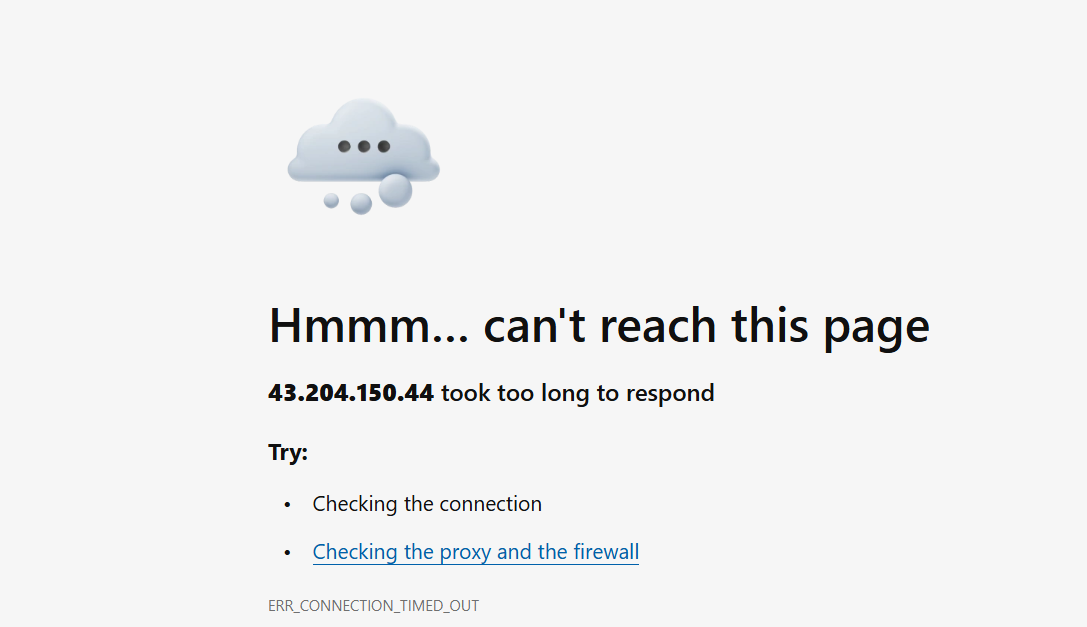 Hmmm... can't reach this page
43.204.150.44 took too long to respond
Try:
• Checking the connection
• Checking the proxy and the firewall
ERR_CONNECTION_TIMED_OUT